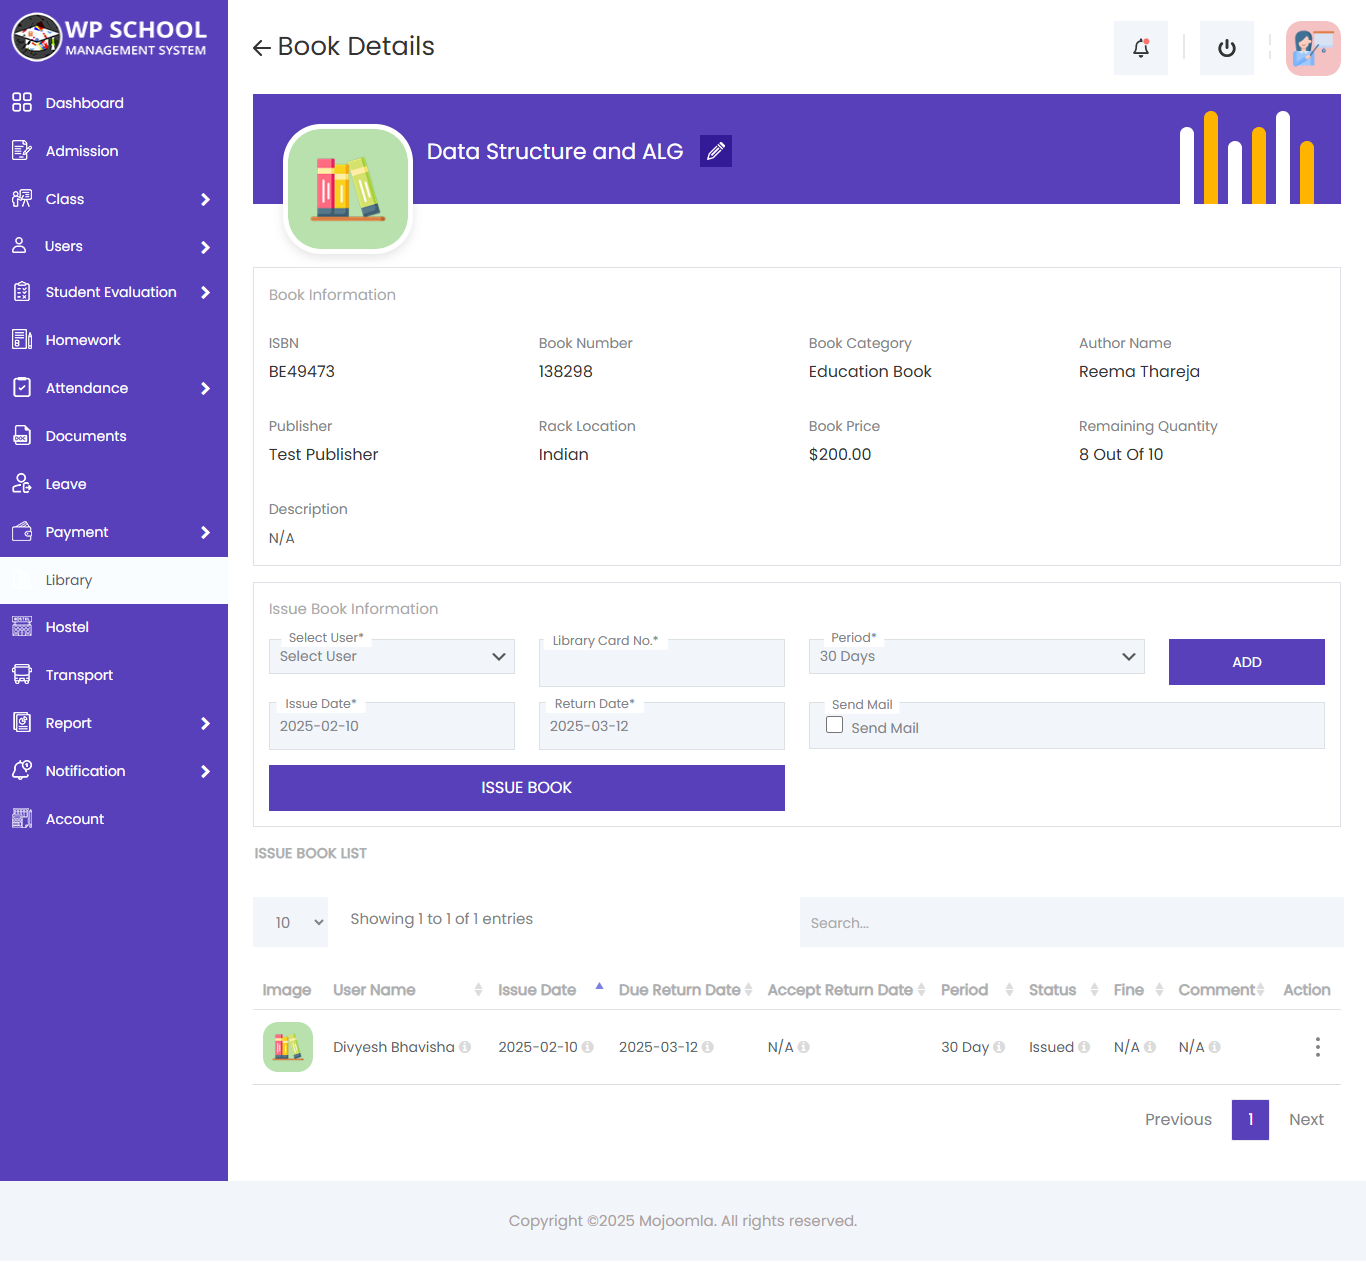 WP SCHOOL
MANAGEMENT SYSTEM
Dashboard
Admission
Class
Users
Student Evaluation
Homework
Attendance
Documents
Leave
Payment
Library
Hostel
Transport
Report
Notification
Account
Book Details
Data Structure and ALG
Book Information
ISBN Book Number Book Category Author Name
BE49473 138298 Education Book Reema Thareja
Publisher Rack Location Book Price Remaining Quantity
Test Publisher Indian $200.00 8 Out Of 10
Description
N/A
Issue Book Information
Select User* Library Card No.* Period*
Select User 30 Days ADD
Issue Date* Return Date* Send Mail
2025-02-10 2025-03-12 Send Mail
ISSUE BOOK
ISSUE BOOK LIST
10 Showing 1 to 1 of 1 entries Search...
Image User Name Issue Date Due Return Date Accept Return Date Period Status Fine Comment Action
Divyesh Bhavisha 2025-02-10 2025-03-12 N/A 30 Day Issued N/A N/A
Previous 1 Next
Copyright ©2025 Mojoomla. All rights reserved.